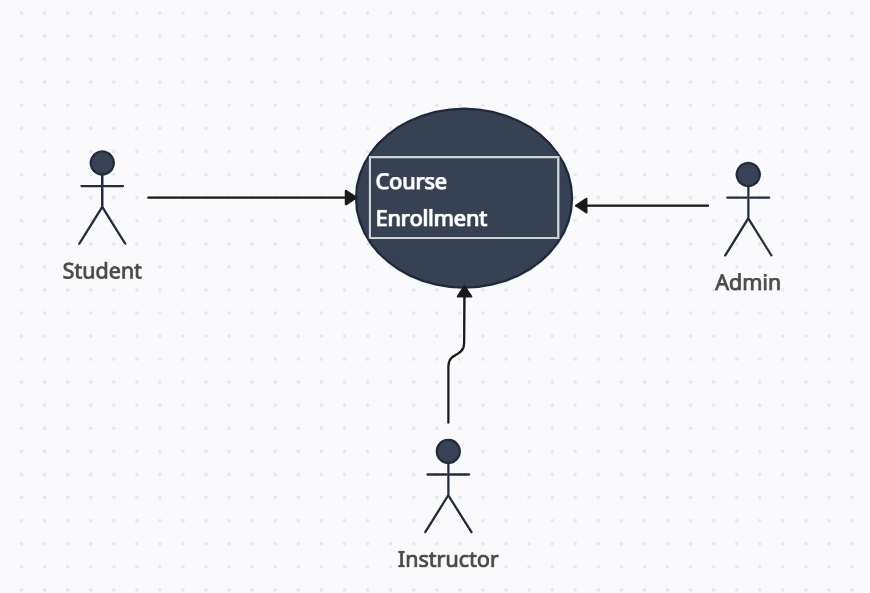 Course
Enrollment
Student
Admin
Instructor